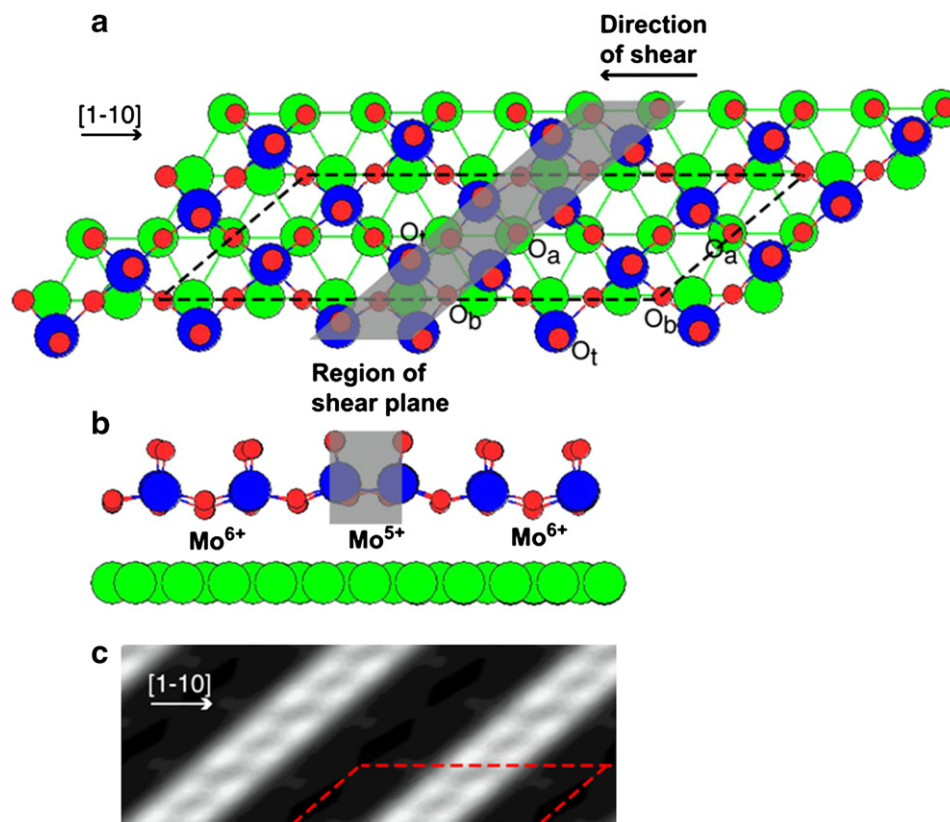 a
Direction
of shear
[1-10]
Ot
Oa
Oa
Ob
Ob
Ot
Region of
shear plane
b
Mo6+
Mo5+
Mo6+
c
[1-10]